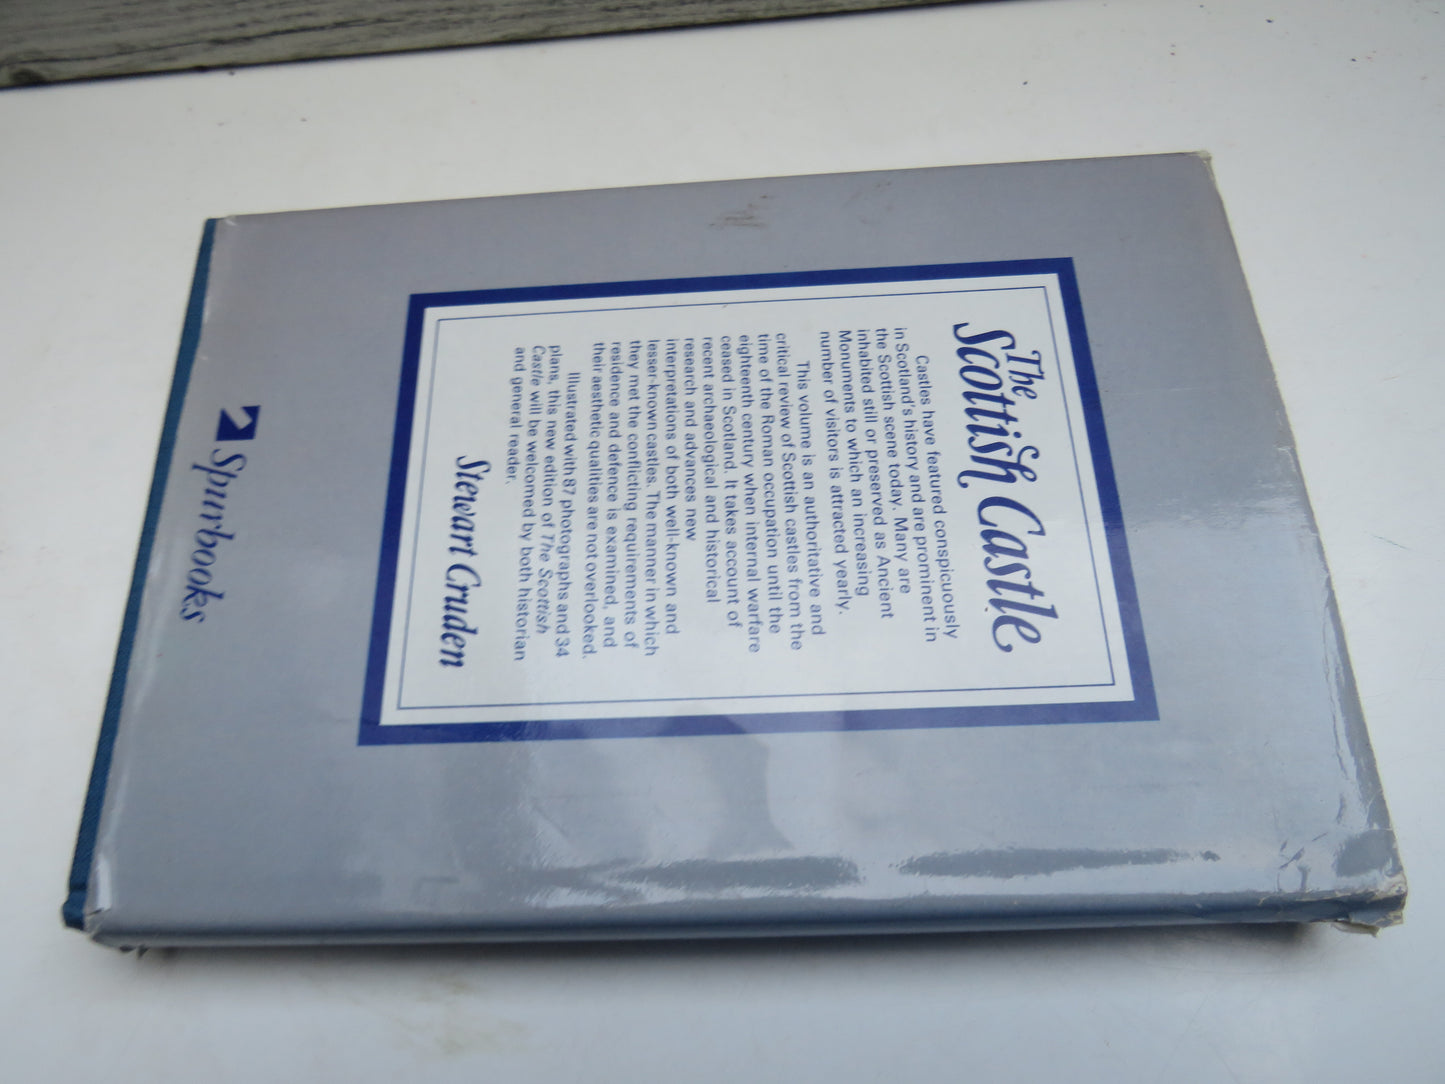 The
Scottish Castle
Castles have featured conspicuously
in Scotland's history and are prominent in
the Scottish scene today. Many are
inhabited still or preserved as Ancient
Monuments to which an increasing
number of visitors is attracted yearly.
This volume is an authoritative and
critical review of Scottish castles from the
time of the Roman occupation until the
eighteenth century when internal warfare
ceased in Scotland. It takes account of
recent archaeological and historical
research and advances new
interpretations of both well-known and
lesser-known castles. The manner in which
they met the conflicting requirements of
residence and defence is examined, and
their aesthetic qualities are not overlooked.
Illustrated with 87 photographs and 34
plans, this new edition of The Scottish
Castle will be welcomed by both historian
and general reader.
Stewart Cruden
Spurbooks